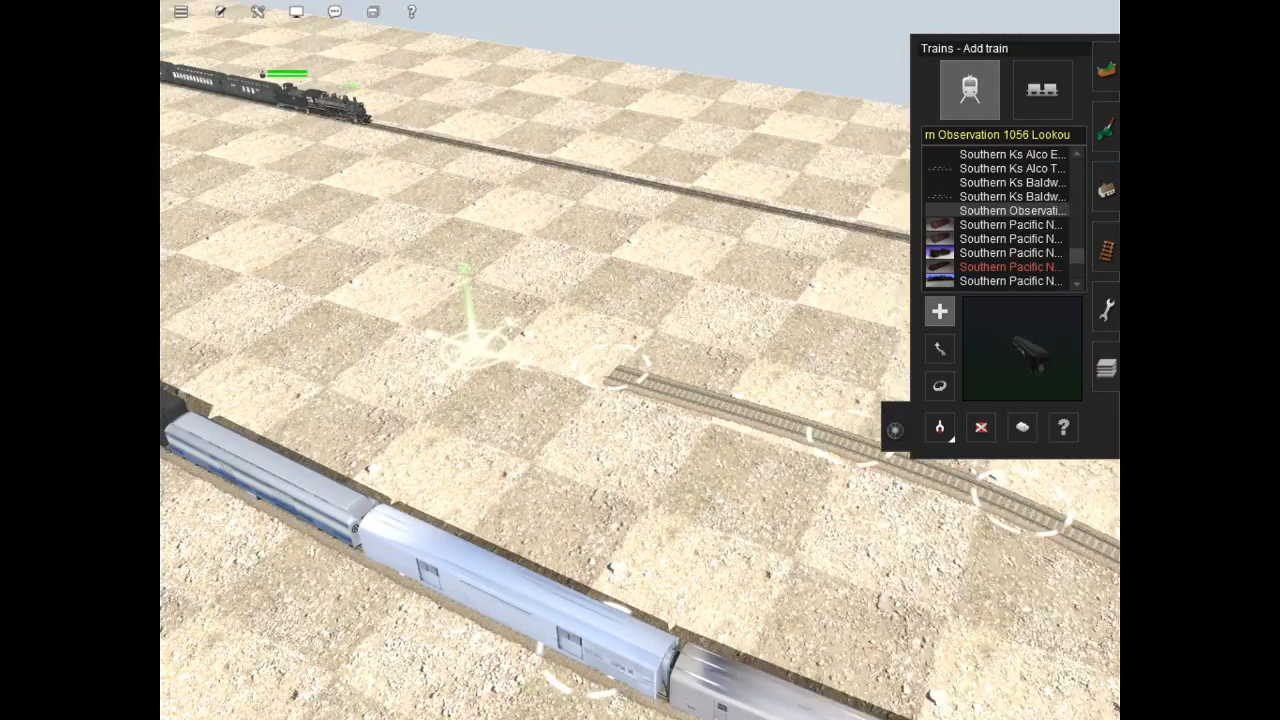 Trains - Add train
rn Observation 1056 Lookou
Southern Ks Alco E...
Southern Ks Alco T...
Southern Ks Baldw...
Southern Ks Baldw...
Southern Observati...
Southern Pacific N...
Southern Pacific N...
Southern Pacific N...
Southern Pacific N...
Southern Pacific N...